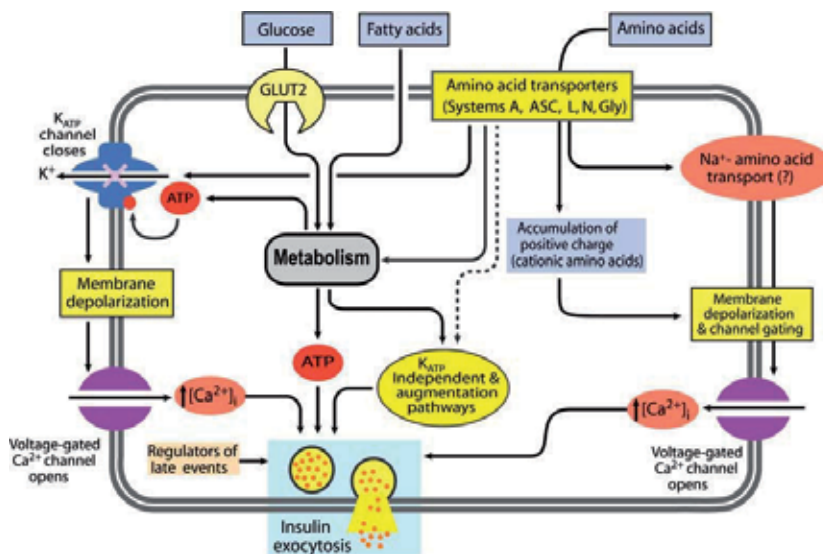 Glucose
Fatty acids
Amino acids
GLUT2
Amino acid transporters
(Systems A, ASC, L, N, Gly)
K_ATP
channel
closes
K⁺
ATP
Na⁺- amino acid
transport (?)
Metabolism
Accumulation of
positive charge
(cationic amino acids)
Membrane
depolarization
Membrane
depolarization
& channel gating
ATP
K_ATP
Independent &
augmentation
pathways
[Ca²⁺]ᵢ
[Ca²⁺]ᵢ
Voltage-gated
Ca²⁺ channel
opens
Regulators of
late events
Voltage-gated
Ca²⁺ channel
opens
Insulin
exocytosis